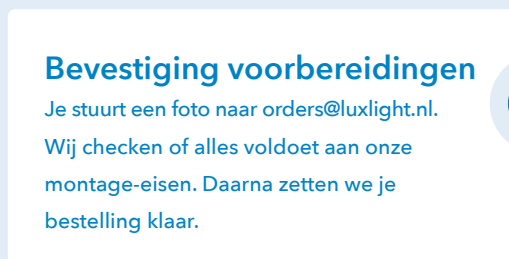 Bevestiging voorbereidingen
Je stuurt een foto naar orders@luxlight.nl.
Wij checken of alles voldoet aan onze
montage-eisen. Daarna zetten we je
bestelling klaar.